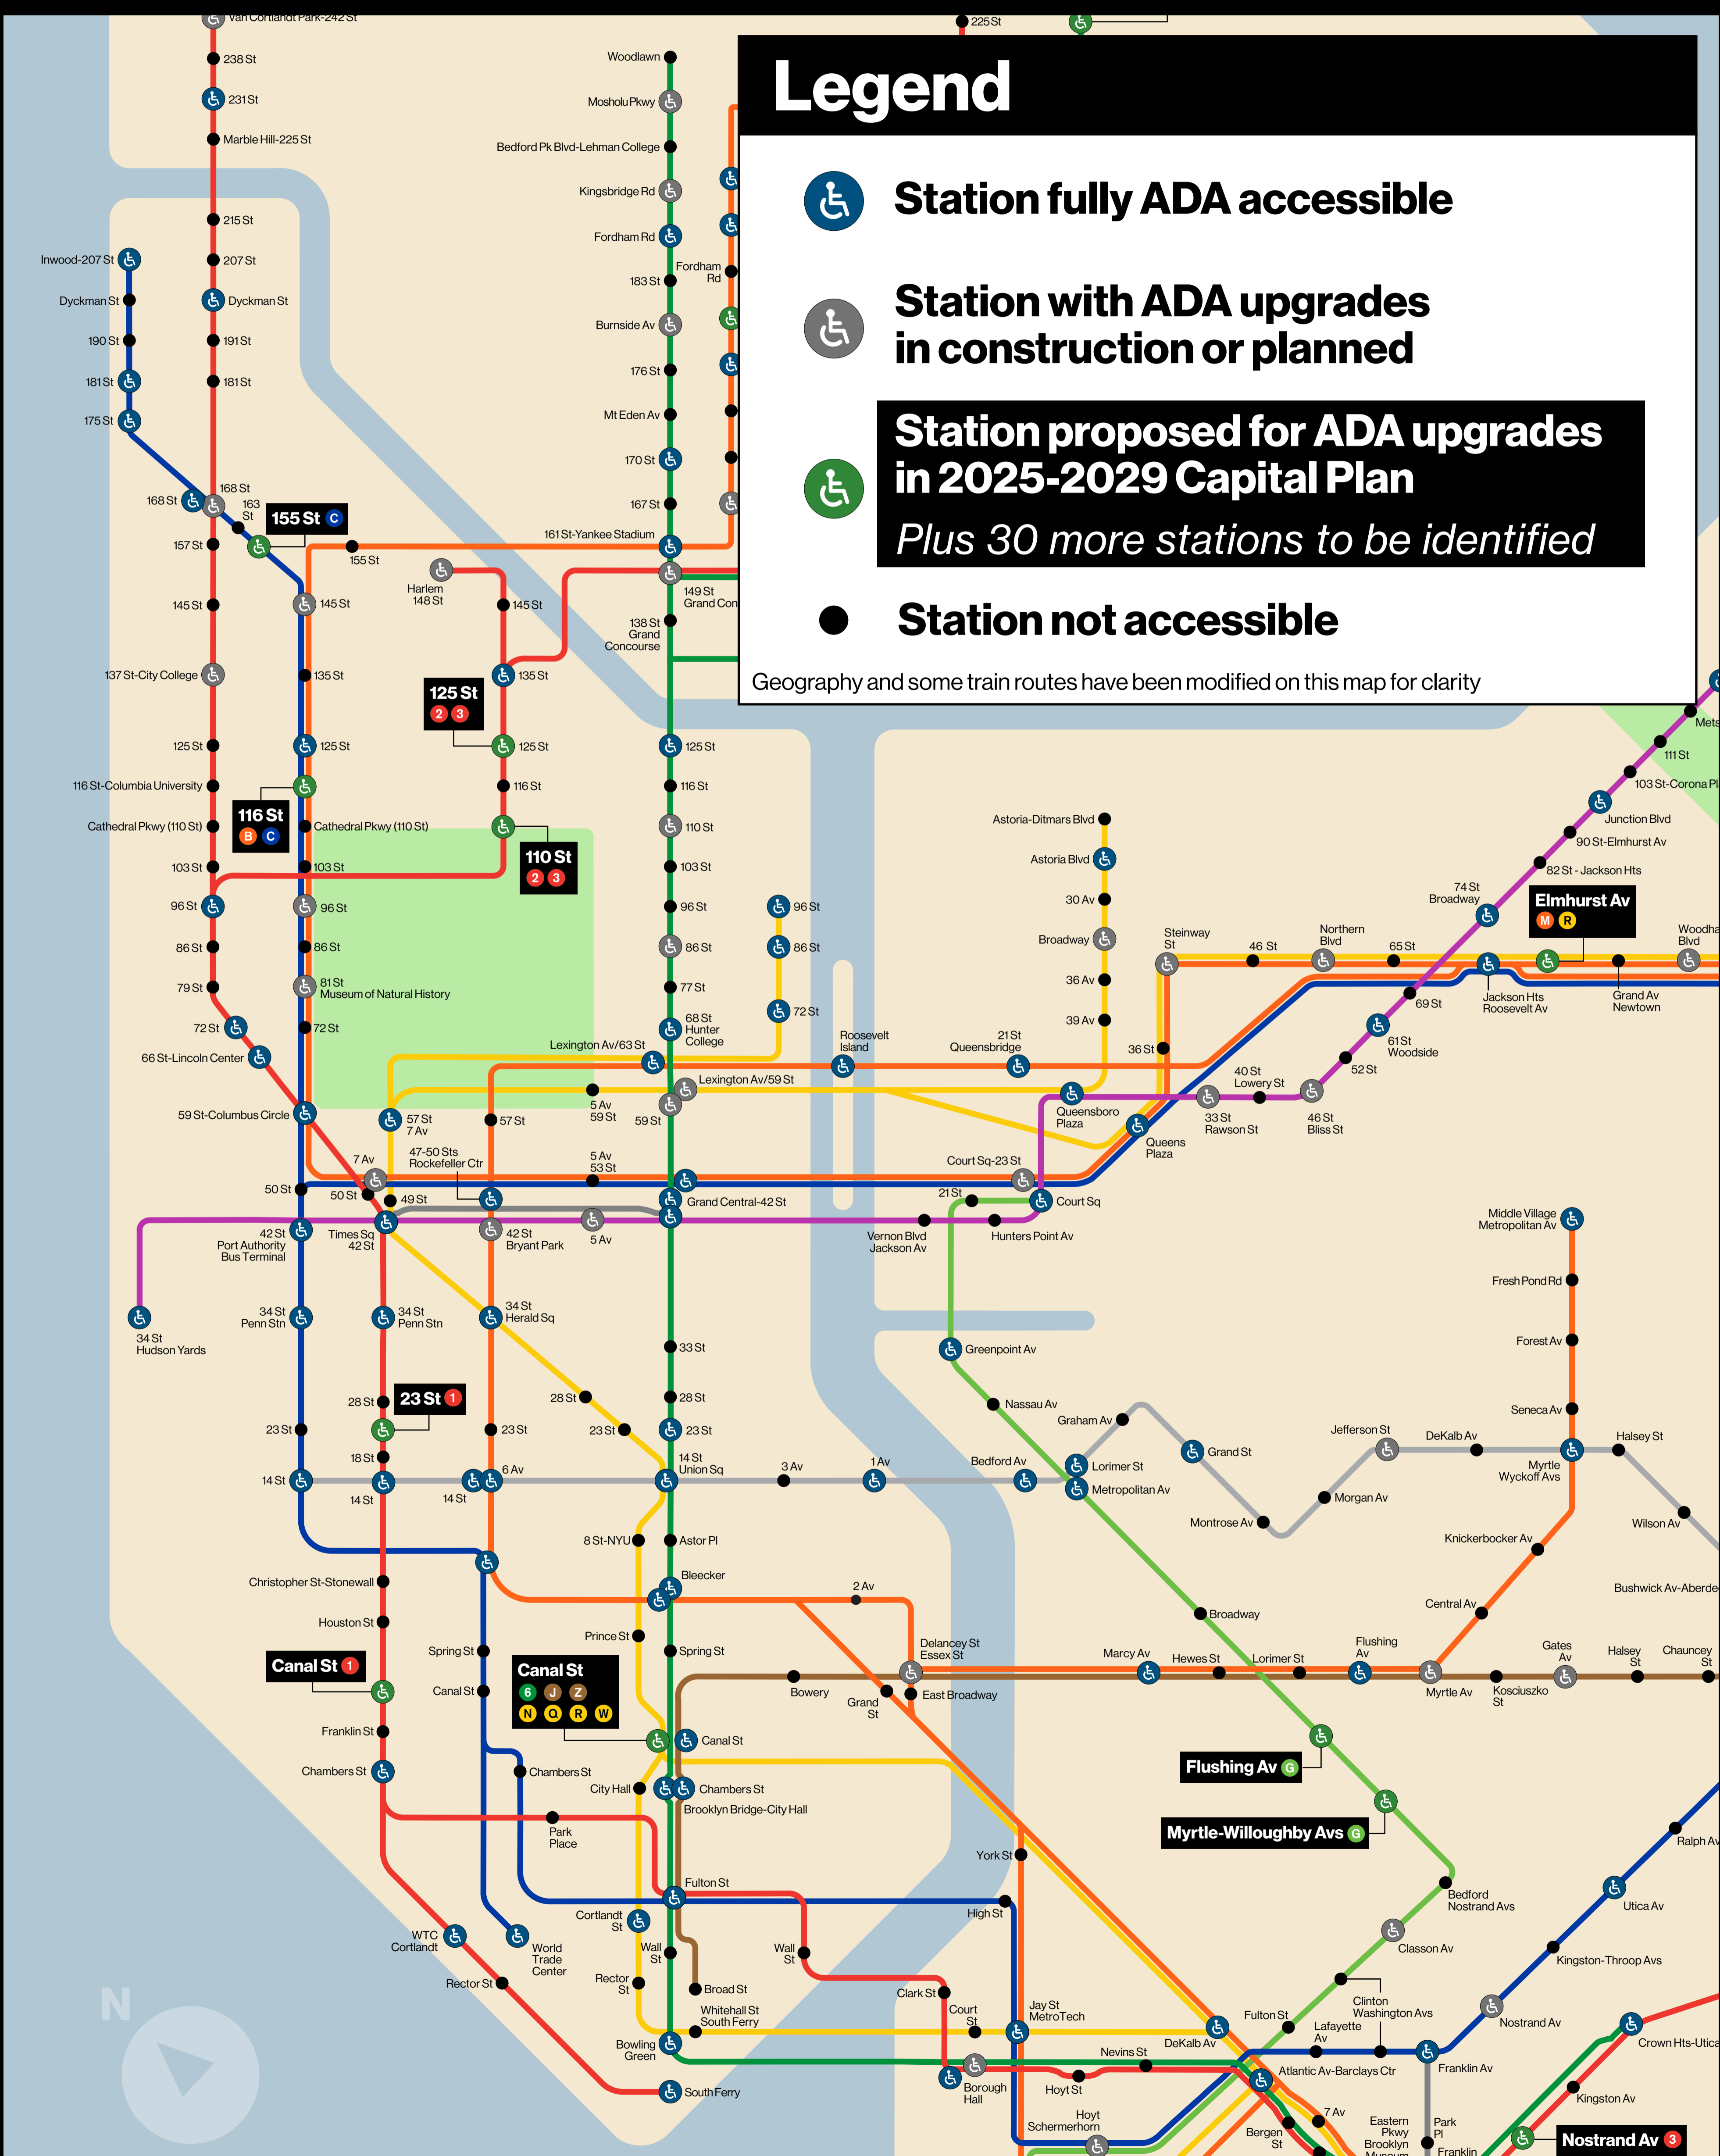 Van Cortlandt Park-242 St
238 St
231 St
Marble Hill-225 St
215 St
207 St
Dyckman St
191 St
181 St
Inwood-207 St
Dyckman St
190 St
181 St
175 St
168 St
168 St
163
St
155 St C
157 St
155 St
145 St
145 St
137 St-City College
135 St
125 St
125 St
116 St-Columbia University
116 St
B C
Cathedral Pkwy (110 St)
Cathedral Pkwy (110 St)
103 St
103 St
96 St
96 St
86 St
86 St
79 St
81 St
Museum of Natural History
72 St
72 St
66 St-Lincoln Center
59 St-Columbus Circle
Woodlawn
Mosholu Pkwy
Bedford Pk Blvd-Lehman College
Kingsbridge Rd
Fordham Rd
183 St
Fordham
Rd
Burnside Av
176 St
Mt Eden Av
170 St
167 St
161 St-Yankee Stadium
149 St
Grand Con
138 St
Grand
Concourse
Harlem
148 St
145 St
135 St
125 St
2 3
125 St
116 St
110 St
2 3
125 St
116 St
110 St
103 St
96 St
86 St
77 St
68 St
Hunter
College
96 St
86 St
72 St
225 St
Legend
Station fully ADA accessible
Station with ADA upgrades
in construction or planned
Station proposed for ADA upgrades
in 2025-2029 Capital Plan
Plus 30 more stations to be identified
Station not accessible
Geography and some train routes have been modified on this map for clarity
Mets
111 St
103 St-Corona Pl
Junction Blvd
90 St-Elmhurst Av
82 St - Jackson Hts
74 St
Broadway
Elmhurst Av
M R
Astoria-Ditmars Blvd
Astoria Blvd
30 Av
Broadway
36 Av
39 Av
Steinway
St
46 St
Northern
Blvd
65 St
Jackson Hts
Roosevelt Av
Grand Av
Newtown
Woodha
Blvd
69 St
61 St
Woodside
52 St
46 St
Bliss St
40 St
Lowery St
33 St
Rawson St
36 St
21 St
Queensbridge
Roosevelt
Island
Lexington Av/63 St
Lexington Av/59 St
59 St
5 Av
59 St
57 St
7 Av
57 St
Queensboro
Plaza
Queens
Plaza
7 Av
47-50 Sts
Rockefeller Ctr
5 Av
53 St
Court Sq-23 St
50 St
50 St
49 St
Grand Central-42 St
21 St
Court Sq
42 St
Port Authority
Bus Terminal
Times Sq
42 St
42 St
Bryant Park
5 Av
Vernon Blvd
Jackson Av
Hunters Point Av
34 St
Hudson Yards
34 St
Penn Stn
34 St
Penn Stn
34 St
Herald Sq
33 St
Greenpoint Av
Middle Village
Metropolitan Av
Fresh Pond Rd
Forest Av
Seneca Av
28 St
23 St 1
28 St
28 St
23 St
23 St
23 St
23 St
18 St
14 St
14 St
14 St
6 Av
14 St
Union Sq
3 Av
1 Av
Bedford Av
Nassau Av
Graham Av
Lorimer St
Metropolitan Av
Grand St
Montrose Av
Morgan Av
Jefferson St
DeKalb Av
Myrtle
Wyckoff Avs
Halsey St
Wilson Av
Knickerbocker Av
Bushwick Av-Aberde
Central Av
8 St-NYU
Astor Pl
Bleecker
2 Av
Christopher St-Stonewall
Houston St
Spring St
Prince St
Spring St
Delancey St
Essex St
Broadway
Marcy Av
Hewes St
Lorimer St
Flushing
Av
Myrtle Av
Kosciuszko
St
Gates
Av
Halsey
St
Chauncey
St
Canal St 1
Canal St
Canal St
6 J Z
N Q R W
Bowery
Grand
St
East Broadway
Franklin St
Canal St
Chambers St
Chambers St
City Hall
Chambers St
Brooklyn Bridge-City Hall
Flushing Av G
Myrtle-Willoughby Avs G
Park
Place
York St
Ralph Av
Fulton St
High St
Bedford
Nostrand Avs
Utica Av
WTC
Cortlandt
World
Trade
Center
Cortlandt
St
Wall
St
Wall
St
Classon Av
Kingston-Throop Avs
N
Rector St
Rector
St
Broad St
Clark St
Clinton
Washington Avs
Nostrand Av
Whitehall St
South Ferry
Court
St
Jay St
MetroTech
Fulton St
Lafayette
Av
DeKalb Av
Crown Hts-Utica
Bowling
Green
Nevins St
Atlantic Av-Barclays Ctr
Franklin Av
South Ferry
Borough
Hall
Hoyt St
Kingston Av
Hoyt
Schermerhorn
7 Av
Bergen
St
Eastern
Pkwy
Brooklyn
Museum
Park
Pl
Franklin
Nostrand Av 3